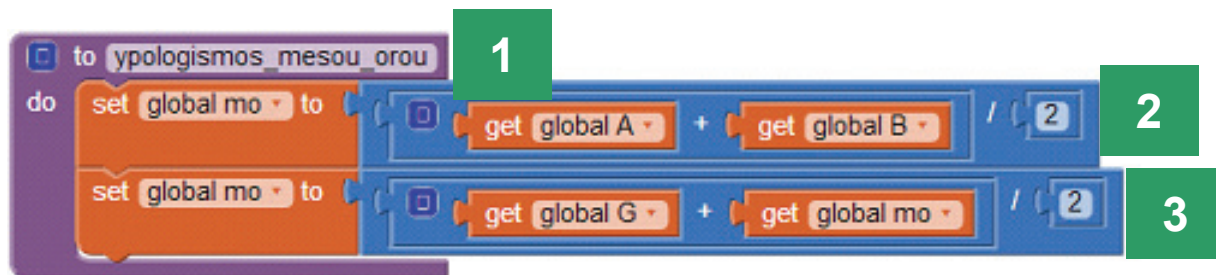 to ypologismos_mesou_orou 1
do set global mo to get global A + get global B / 2 2
set global mo to get global G + get global mo / 2 3